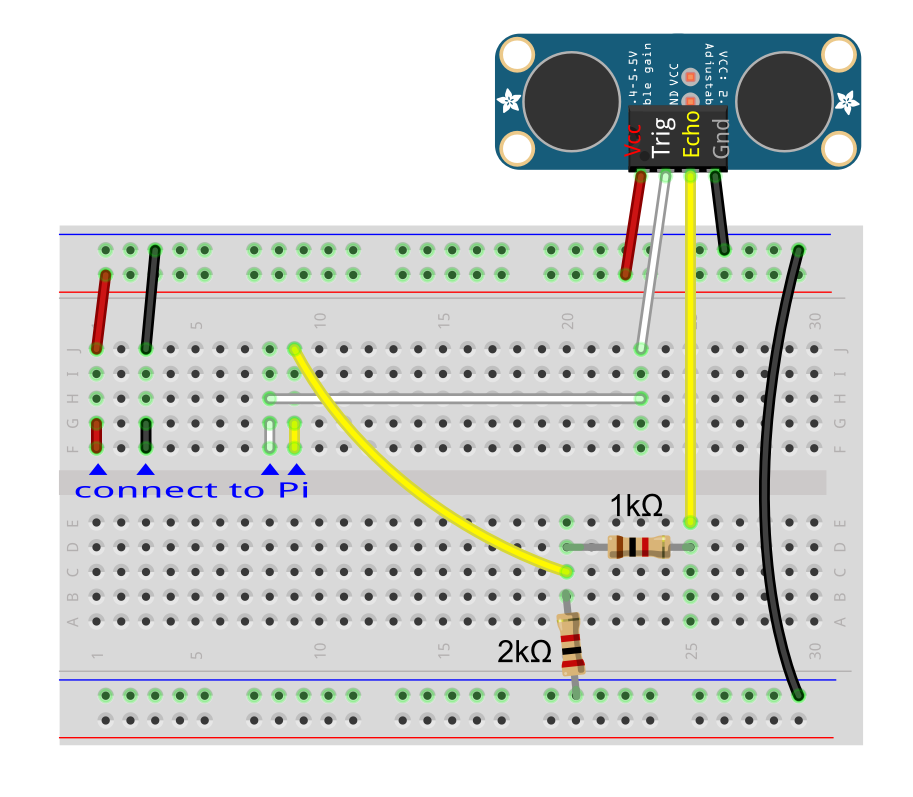 .4-5.5V
ble gain
ND VCC
Adjustab
VCC: 2.
Vcc
Trig
Echo
Gnd
5
10
15
20
30
J
J
I
I
H
H
G
G
F
F
connect to Pi
1kΩ
E
E
D
D
C
C
B
B
A
A
2kΩ
1
5
10
15
25
30